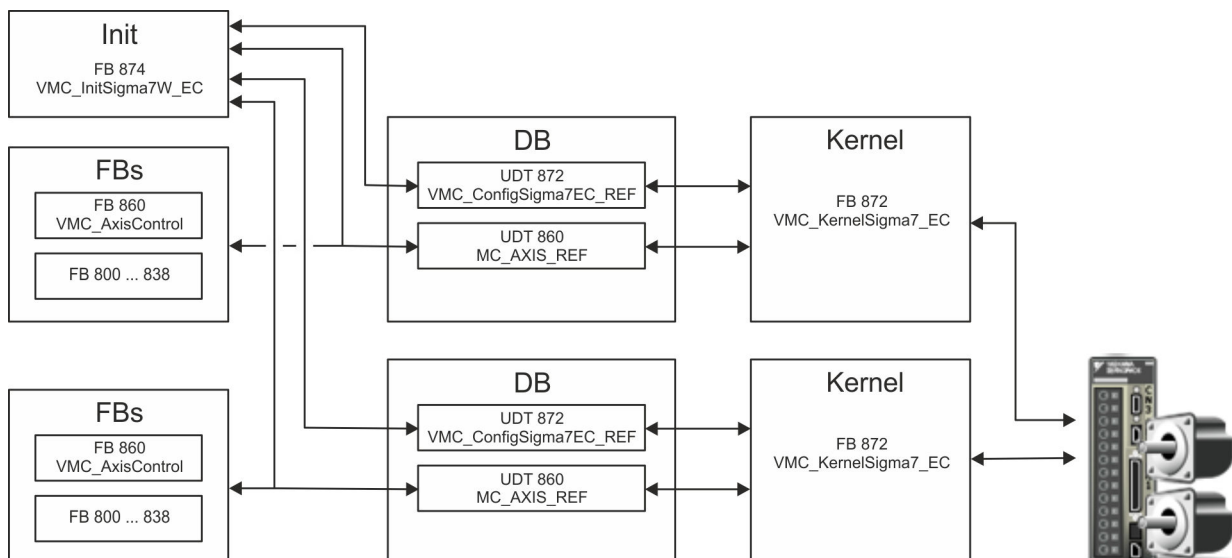 Init
FB 874
VMC_InitSigma7W_EC
FBs
FB 860
VMC_AxisControl
FB 800 ... 838
DB
UDT 872
VMC_ConfigSigma7EC_REF
UDT 860
MC_AXIS_REF
Kernel
FB 872
VMC_KernelSigma7_EC
FBs
FB 860
VMC_AxisControl
FB 800 ... 838
DB
UDT 872
VMC_ConfigSigma7EC_REF
UDT 860
MC_AXIS_REF
Kernel
FB 872
VMC_KernelSigma7_EC